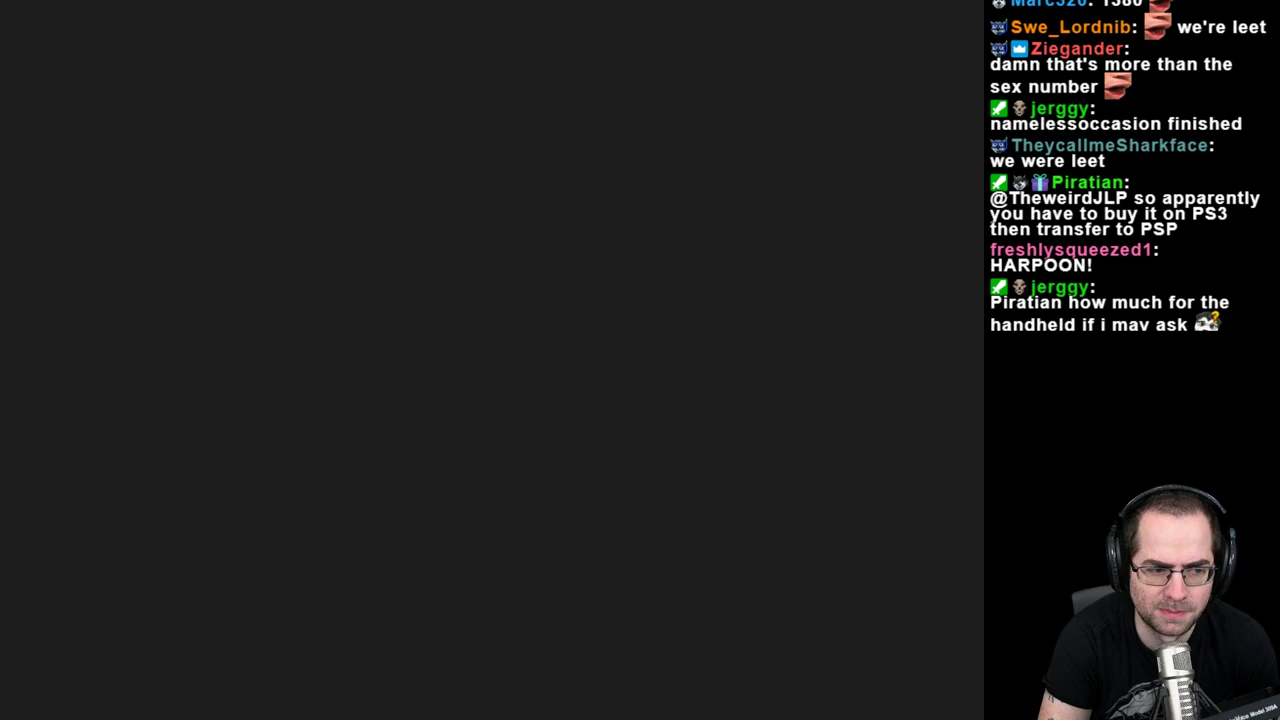 Marc320: 1380
Swe_Lordnib: we're leet
Ziegander:
damn that's more than the
sex number
jerggy:
namelessoccasion finished
TheycallmeSharkface:
we were leet
Piratian:
@TheweirdJLP so apparently
you have to buy it on PS3
then transfer to PSP
freshlysqueezed1:
HARPOON!
jerggy:
Piratian how much for the
handheld if i may ask